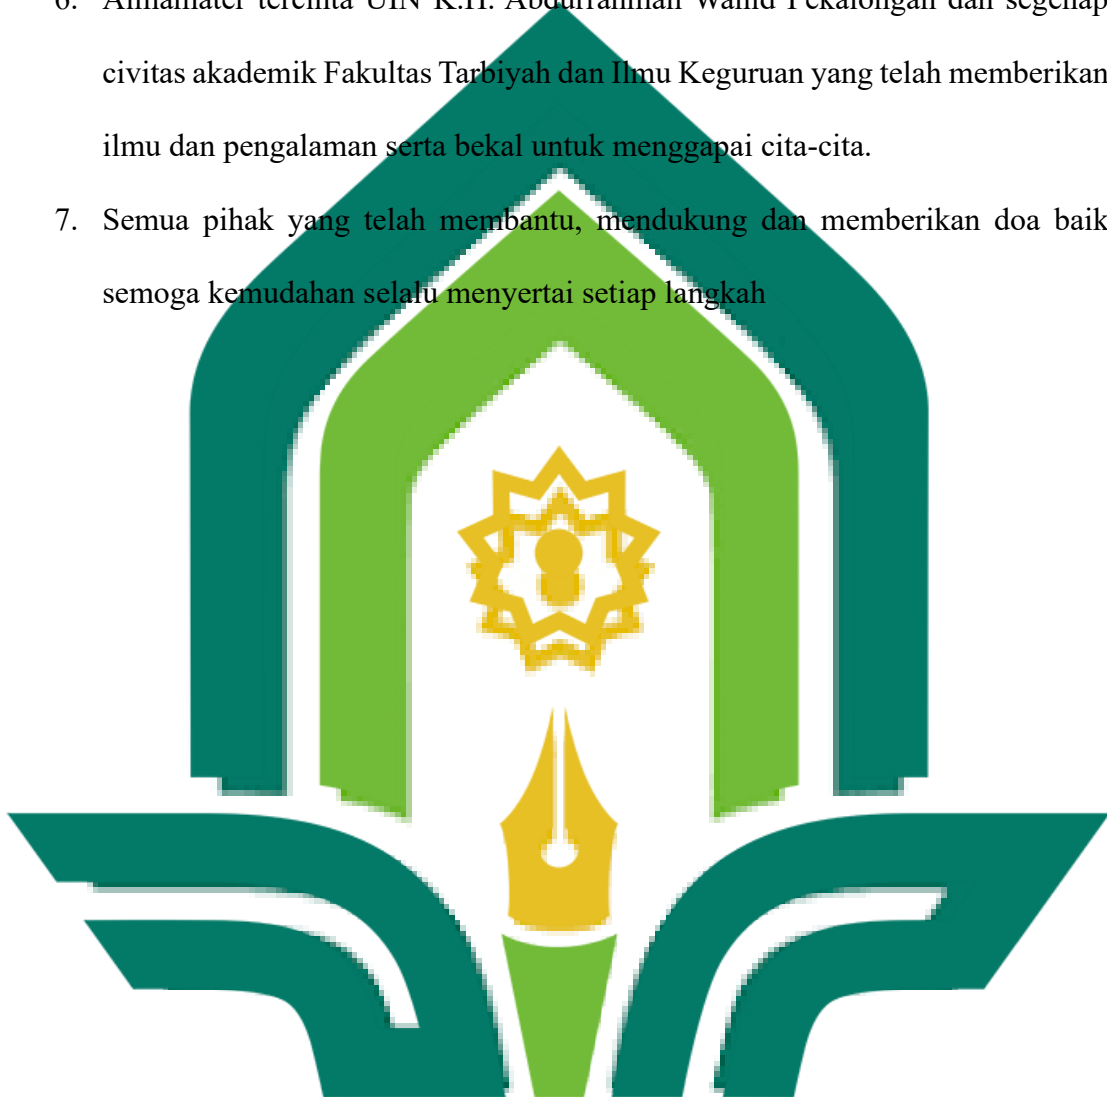 6. Almamater tercinta UIN K.H. Abdurrahman Wahid Pekalongan dan segenap
civitas akademik Fakultas Tarbiyah dan Ilmu Keguruan yang telah memberikan
ilmu dan pengalaman serta bekal untuk menggapai cita-cita.
7. Semua pihak yang telah membantu, mendukung dan memberikan doa baik
semoga kemudahan selalu menyertai setiap langkah